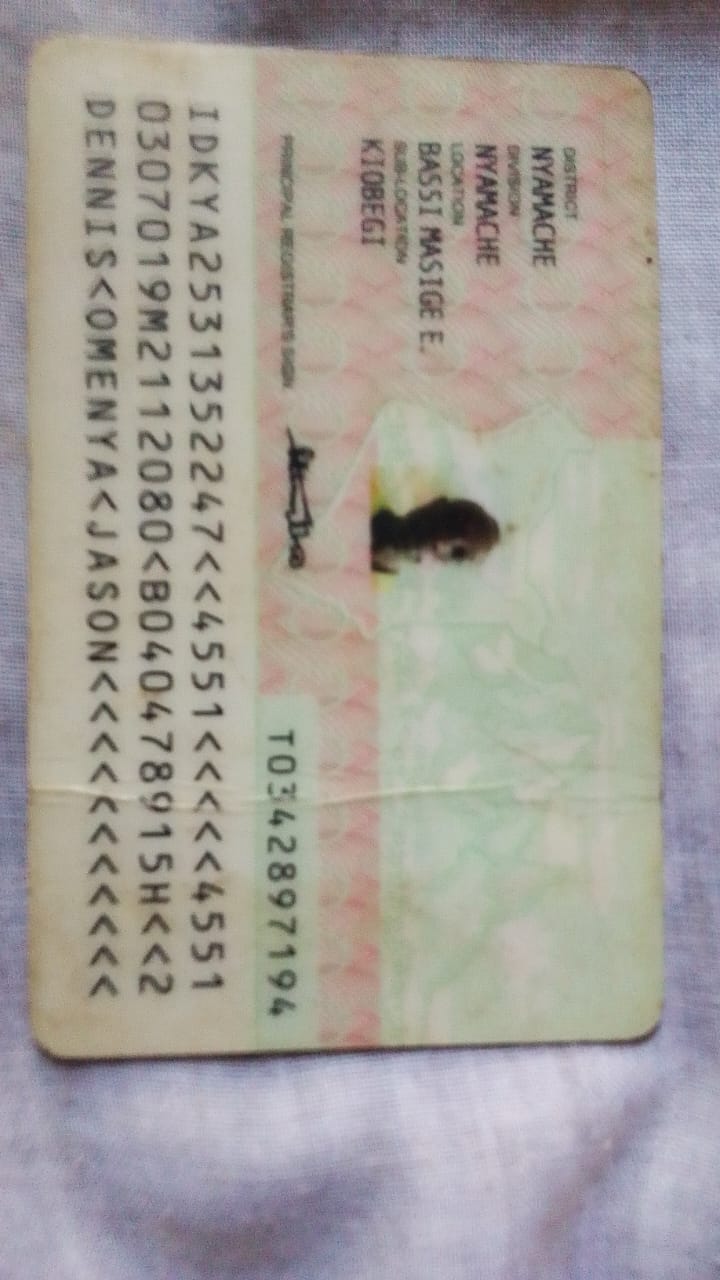 DISTRICT
NYAMACHE
DIVISION
NYAMACHE
LOCATION
BASSI MASIGE E.
SUB-LOCATION
KIOBEGI
PRINCIPAL REGISTRAR'S SIGN
T0342897194
IDKYA2531352247<<4551<<<<<4551
0307019M2112080<B040478915H<<2
DENNIS<OMENYA<JASON<<<<<<<<<<<